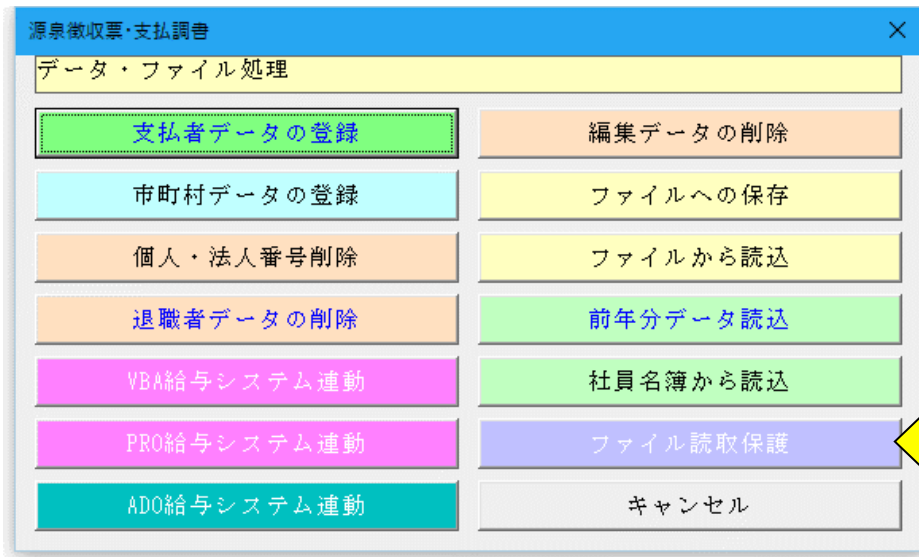 源泉徴収票・支払調書
データ・ファイル処理
支払者データの登録
編集データの削除
市町村データの登録
ファイルへの保存
個人・法人番号削除
ファイルから読込
退職者データの削除
前年分データ読込
VBA給与システム連動
社員名簿から読込
PRO給与システム連動
ファイル読取保護
ADO給与システム連動
キャンセル